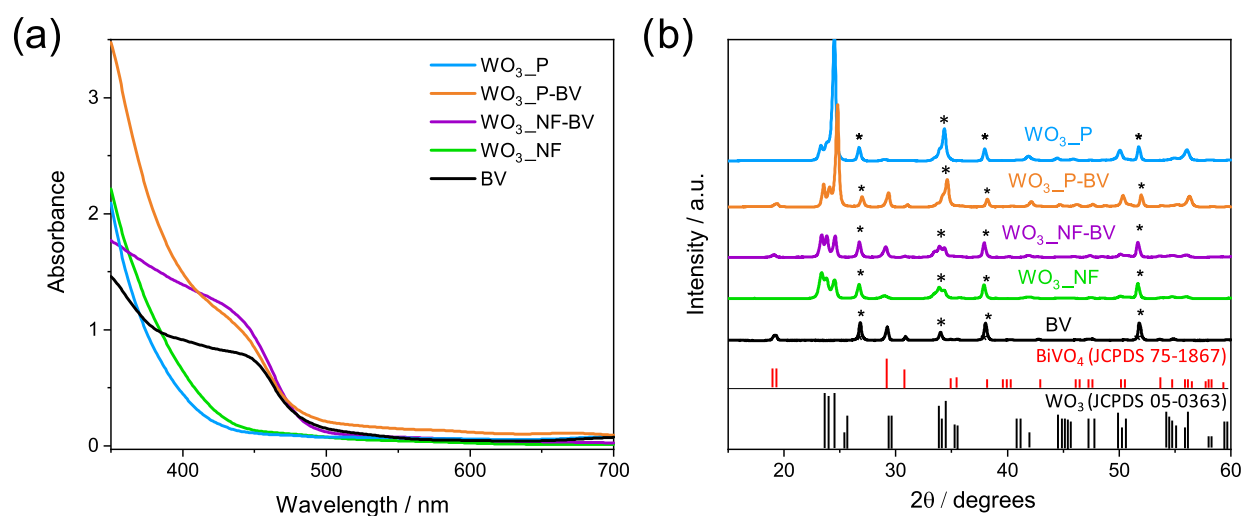 (a)
3
2
1
0
Absorbance
400
500
600
700
Wavelength / nm
WO₃_P
WO₃_P-BV
WO₃_NF-BV
WO₃_NF
BV
(b)
Intensity / a.u.
* * * *
WO₃_P
* * * *
WO₃_P-BV
* * * *
WO₃_NF-BV
* * * *
WO₃_NF
* * * *
BV
BiVO₄ (JCPDS 75-1867)
WO₃ (JCPDS 05-0363)
20
30
40
50
60
2θ / degrees